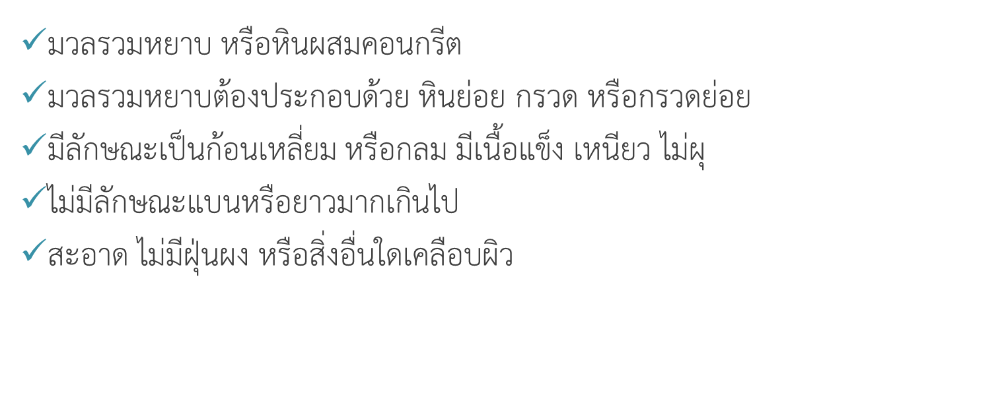 ✓มวลรวมหยาบ หรือหินผสมคอนกรีต
✓มวลรวมหยาบต้องประกอบด้วย หินย่อย กรวด หรือกรวดย่อย
✓มีลักษณะเป็นก้อนเหลี่ยม หรือกลม มีเนื้อแข็ง เหนียว ไม่ผุ
✓ไม่มีลักษณะแบนหรือยาวมากเกินไป
✓สะอาด ไม่มีฝุ่นผง หรือสิ่งอื่นใดเคลือบผิว